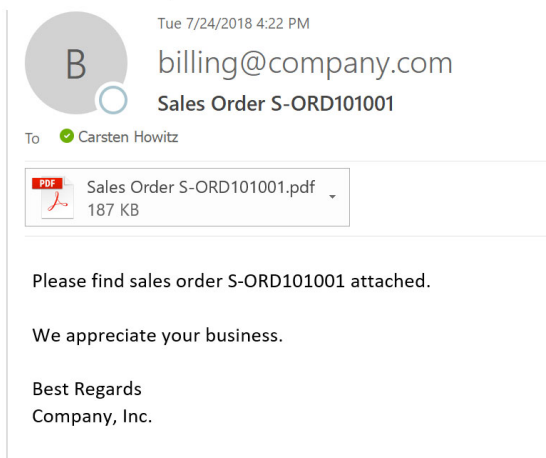 Tue 7/24/2018 4:22 PM
B
billing@company.com
Sales Order S-ORD101001
To Carsten Howitz
PDF
Sales Order S-ORD101001.pdf
187 KB
Please find sales order S-ORD101001 attached.
We appreciate your business.
Best Regards
Company, Inc.